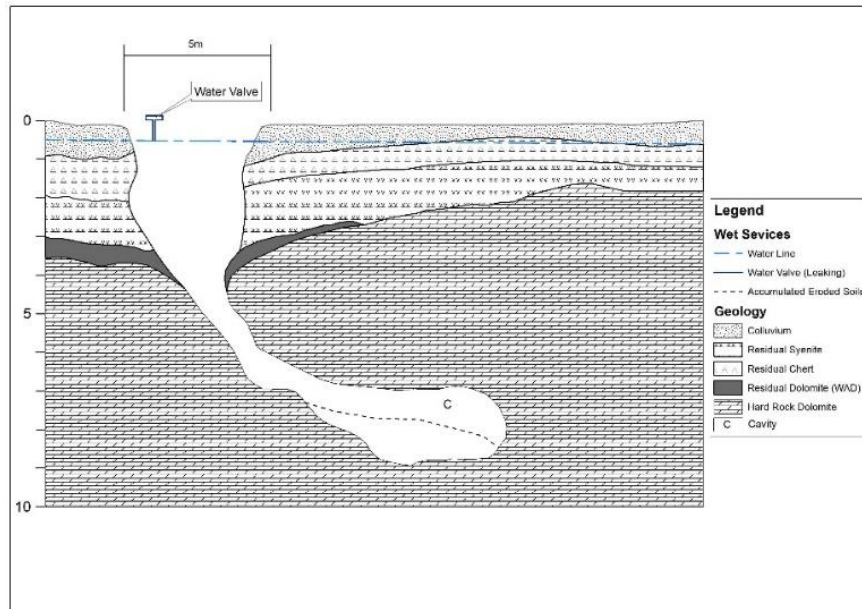 5m
Water Valve
0
5
10
C
Legend
Wet Sevices
Water Line
Water Valve (Leaking)
Accumulated Eroded Soils
Geology
Colluvium
Residual Syenite
Residual Chert
Residual Dolomite (WAD)
Hard Rock Dolomite
C Cavity